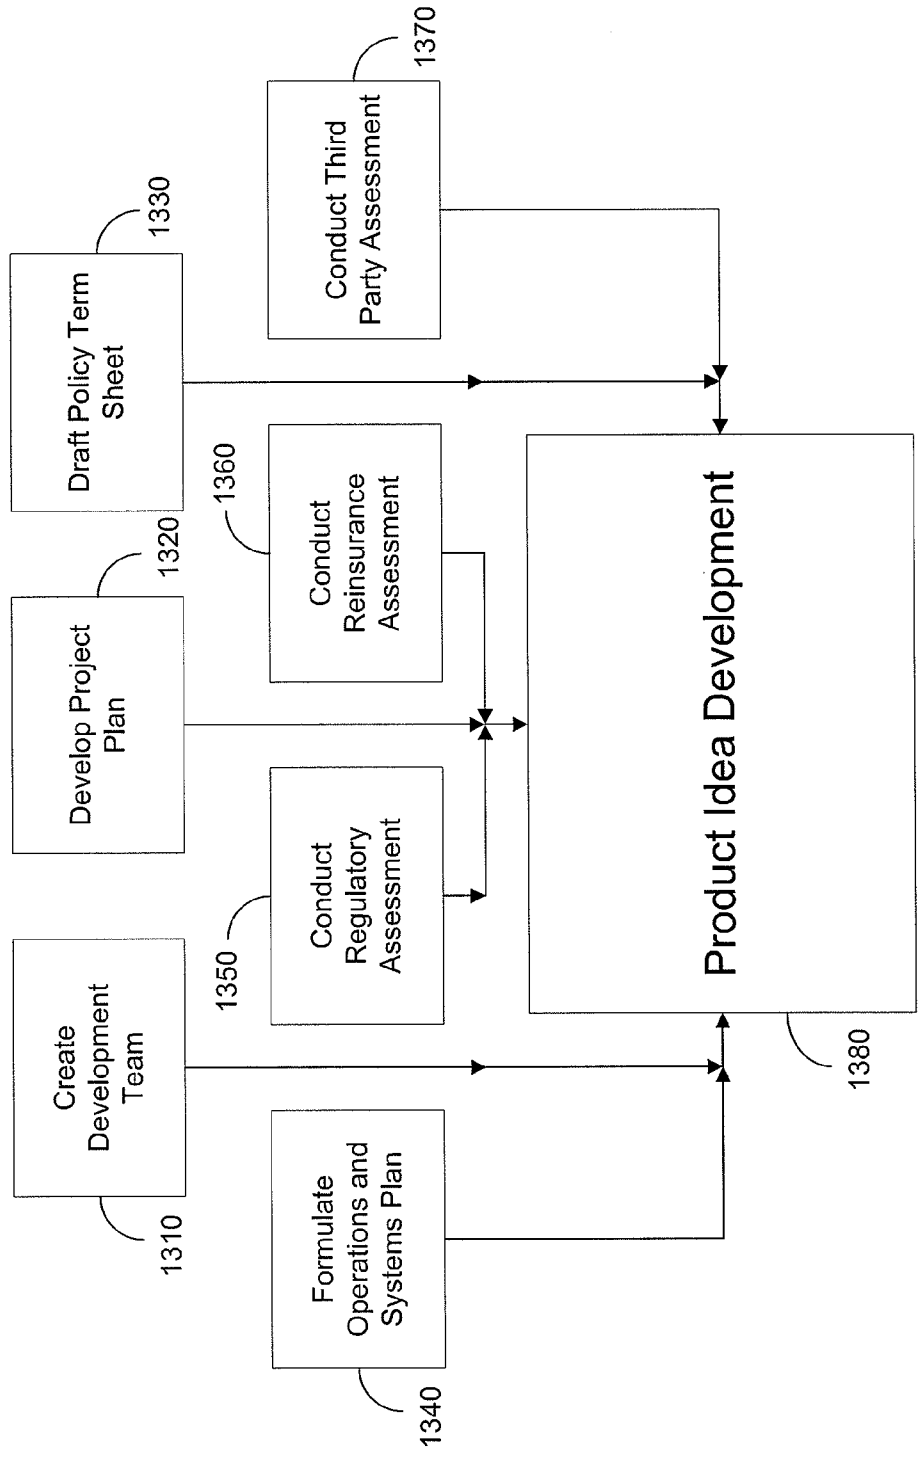 1310
Create
Development
Team
1320
Develop Project
Plan
1330
Draft Policy Term
Sheet
1340
Formulate
Operations and
Systems Plan
1350
Conduct
Regulatory
Assessment
1360
Conduct
Reinsurance
Assessment
1370
Conduct Third
Party Assessment
1380
Product Idea Development